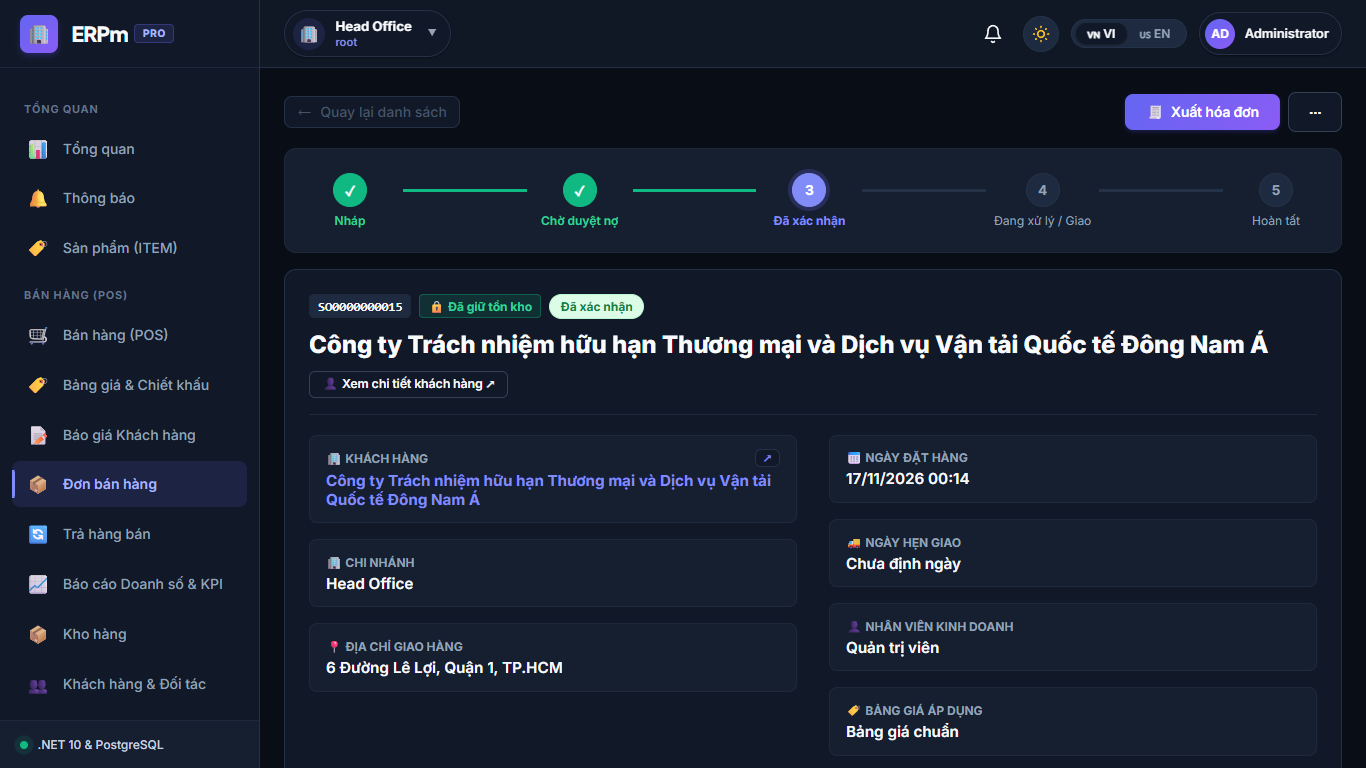 ERPm PRO
Head Office
root
VN VI
US EN
AD
Administrator
TỔNG QUAN
Tổng quan
Thông báo
Sản phẩm (ITEM)
BÁN HÀNG (POS)
Bán hàng (POS)
Bảng giá & Chiết khấu
Báo giá Khách hàng
Đơn bán hàng
Trả hàng bán
Báo cáo Doanh số & KPI
Kho hàng
Khách hàng & Đối tác
.NET 10 & PostgreSQL
← Quay lại danh sách
Xuất hóa đơn
...
✓
✓
3
4
5
Nháp
Chờ duyệt nợ
Đã xác nhận
Đang xử lý / Giao
Hoàn tất
SO0000000015
Đã giữ tồn kho
Đã xác nhận
Công ty Trách nhiệm hữu hạn Thương mại và Dịch vụ Vận tải Quốc tế Đông Nam Á
Xem chi tiết khách hàng ↗
KHÁCH HÀNG
↗
Công ty Trách nhiệm hữu hạn Thương mại và Dịch vụ Vận tải
Quốc tế Đông Nam Á
CHI NHÁNH
Head Office
ĐỊA CHỈ GIAO HÀNG
6 Đường Lê Lợi, Quận 1, TP.HCM
NGÀY ĐẶT HÀNG
17/11/2026 00:14
NGÀY HẸN GIAO
Chưa định ngày
NHÂN VIÊN KINH DOANH
Quản trị viên
BẢNG GIÁ ÁP DỤNG
Bảng giá chuẩn